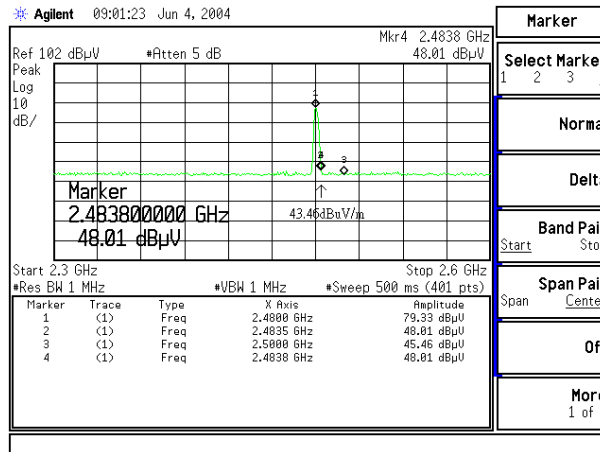 Agilent 09:01:23 Jun 4, 2004
Mkr4 2.4838 GHz
Ref 102 dBµV #Atten 5 dB 48.01 dBµV
Peak
Log
10
dB/
1
3
Marker
2.483800000 GHz
48.01 dBµV
43.46dBuV/m
Start 2.3 GHz Stop 2.6 GHz
#Res BW 1 MHz #VBW 1 MHz #Sweep 500 ms (401 pts)
Marker Trace Type X Axis Amplitude
1 (1) Freq 2.4800 GHz 79.33 dBµV
2 (1) Freq 2.4835 GHz 48.01 dBµV
3 (1) Freq 2.5000 GHz 45.46 dBµV
4 (1) Freq 2.4838 GHz 48.01 dBµV
Marker
Select Marke
1 2 3
Norma
Delt
Band Pai
Start Sto
Span Pai
Span Cente
Of
More
1 of